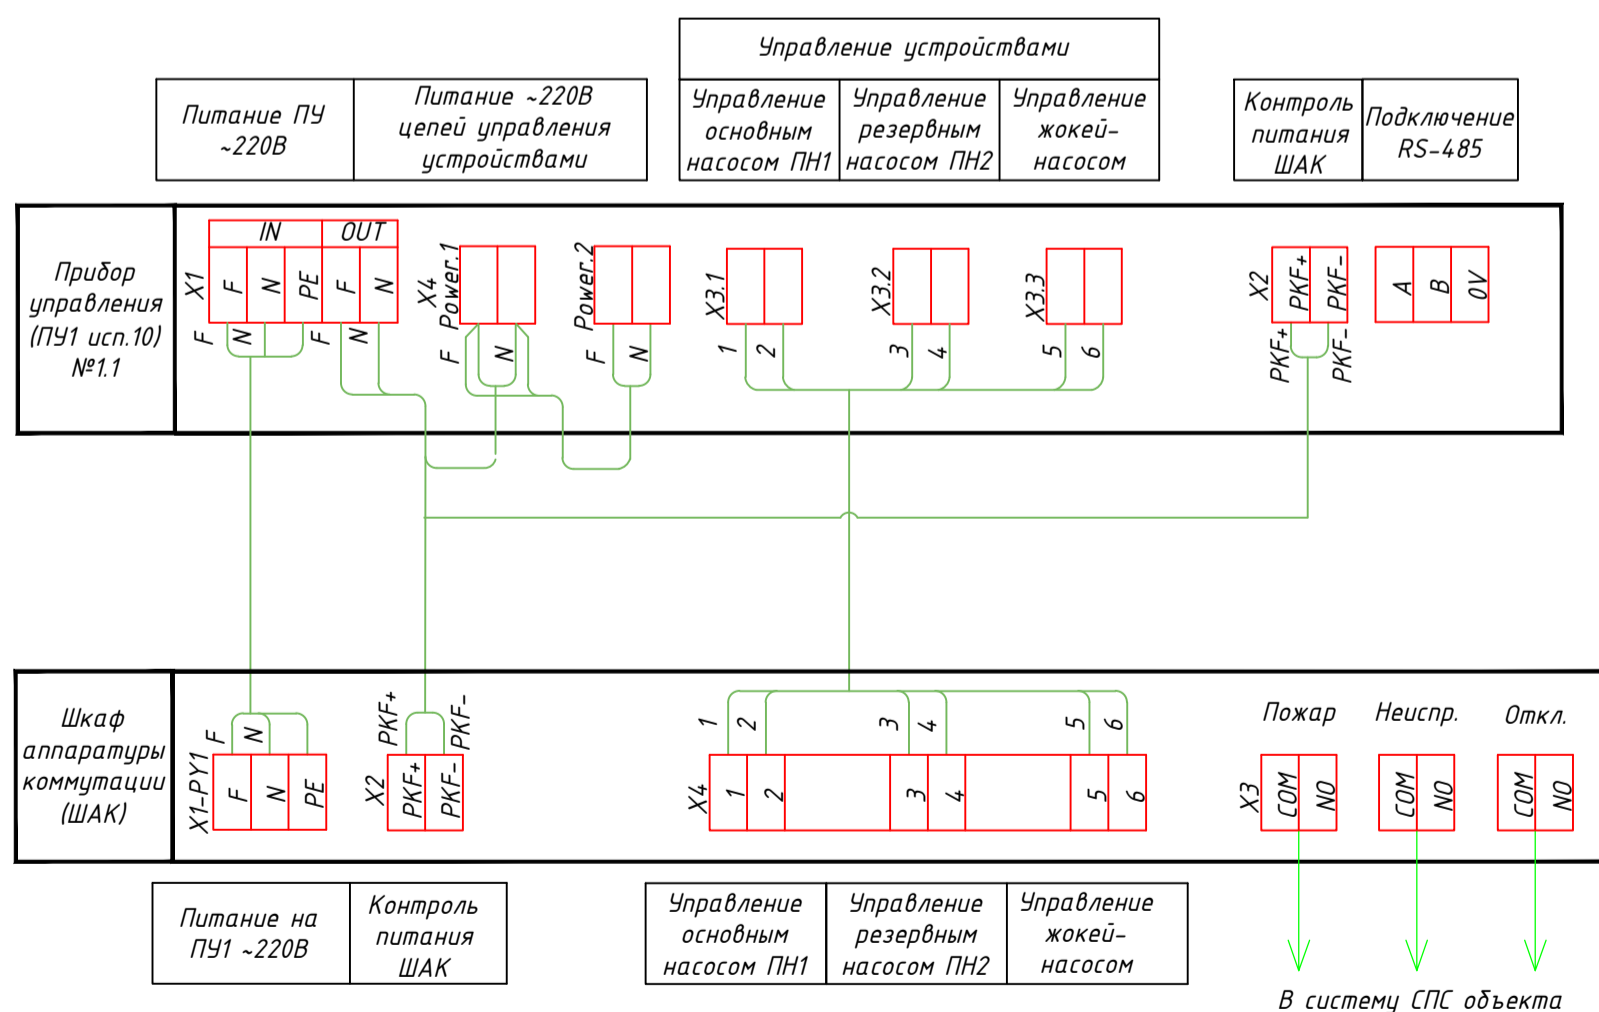 Управление устройствами
Питание ПУ
~220В
Питание ~220В
цепей управления
устройствами
Управление
основным
насосом ПН1
Управление
резервным
насосом ПН2
Управление
жокей-
насосом
Контроль
питания
ШАК
Подключение
RS-485
Прибор
управления
(ПУ1 исп.10)
№1.1
X1
IN
OUT
F
N
PE
F
N
F
N
F
N
X4
Power.1
F
N
Power.2
F
N
X3.1
1
2
X3.2
3
4
X3.3
5
6
X2
PKF+
PKF-
PKF+
PKF-
A
B
0V
Шкаф
аппаратуры
коммутации
(ШАК)
X1-PY1
F
N
F
N
PE
X2
PKF+
PKF-
PKF+
PKF-
X4
1
2
3
4
5
6
1
2
3
4
5
6
Пожар
Неиспр.
Откл.
X3
COM
NO
COM
NO
COM
NO
Питание на
ПУ1 ~220В
Контроль
питания
ШАК
Управление
основным
насосом ПН1
Управление
резервным
насосом ПН2
Управление
жокей-
насосом
В систему СПС объекта